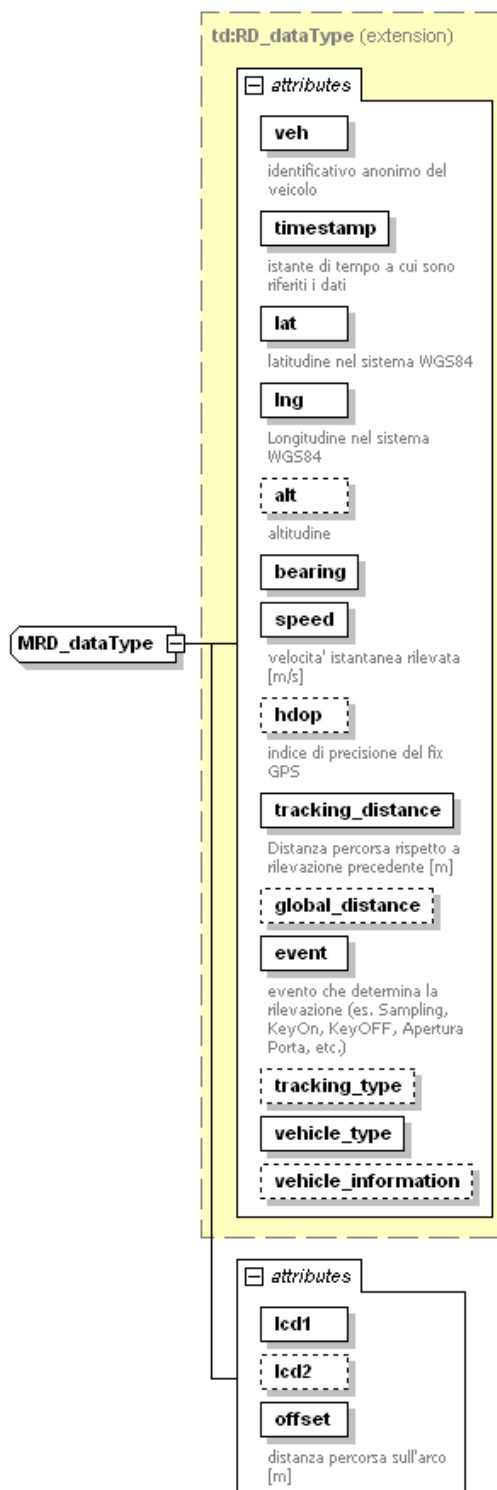 td:RD_dataType (extension)
attributes
veh
identificativo anonimo del
veicolo
timestamp
istante di tempo a cui sono
riferiti i dati
lat
latitudine nel sistema WGS84
lng
Longitudine nel sistema
WGS84
alt
altitudine
bearing
speed
velocita' istantanea rilevata
[m/s]
hdop
indice di precisione del fix
GPS
tracking_distance
Distanza percorsa rispetto a
rilevazione precedente [m]
global_distance
event
evento che determina la
rilevazione (es. Sampling,
KeyOn, KeyOFF, Apertura
Porta, etc.)
tracking_type
vehicle_type
vehicle_information
MRD_dataType
attributes
lcd1
lcd2
offset
distanza percorsa sull'arco
[m]